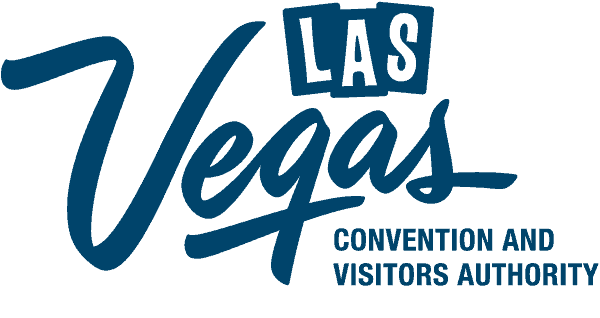 LAS
Vegas
CONVENTION AND
VISITORS AUTHORITY